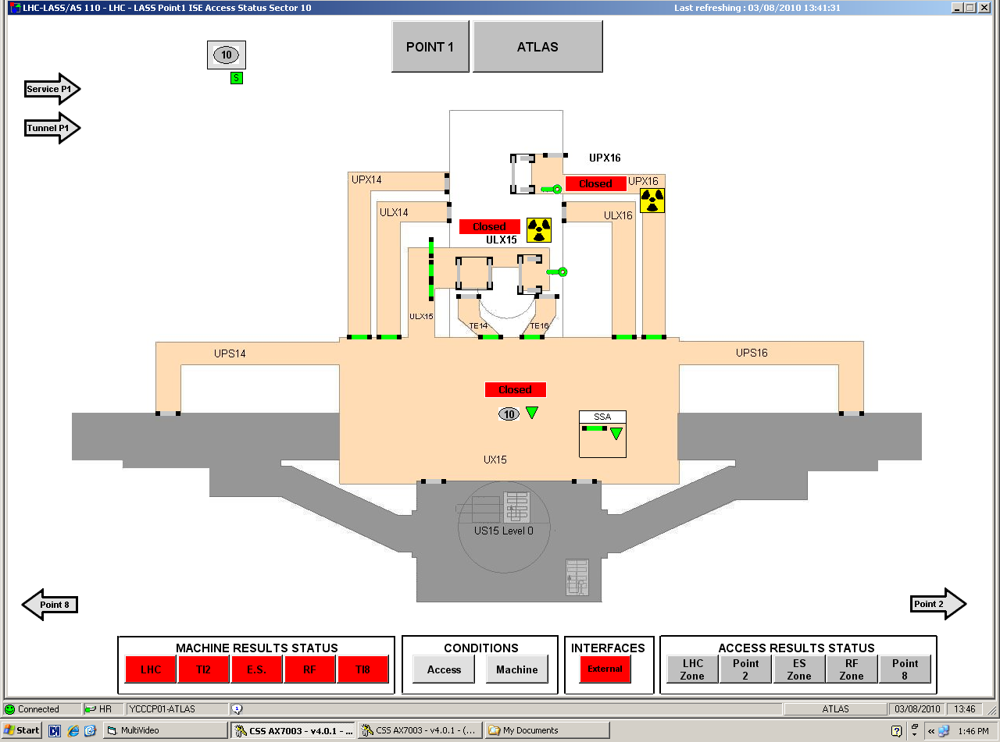 LHC-LASS/AS 110 - LHC - LASS Point1 ISE Access Status Sector 10
Last refreshing : 03/08/2010 13:41:31
10
POINT 1
ATLAS
S
Service P1
Tunnel P1
UPX16
UPX14
Closed
UPX16
ULX14
ULX16
Closed
ULX15
ULX15
TE14
TE16
UPS14
UPS16
Closed
10
SSA
UX15
US15 Level 0
Point 8
Point 2
MACHINE RESULTS STATUS
LHC
TI2
E.S.
RF
TI8
CONDITIONS
Access
Machine
INTERFACES
External
ACCESS RESULTS STATUS
LHC
Zone
Point
2
ES
Zone
RF
Zone
Point
8
Connected
HR
YCCCP01-ATLAS
ATLAS
03/08/2010
13:46
Start
MultiVideo
CSS AX7003 - v4.0.1 - ...
CSS AX7003 - v4.0.1 - (...
My Documents
1:46 PM